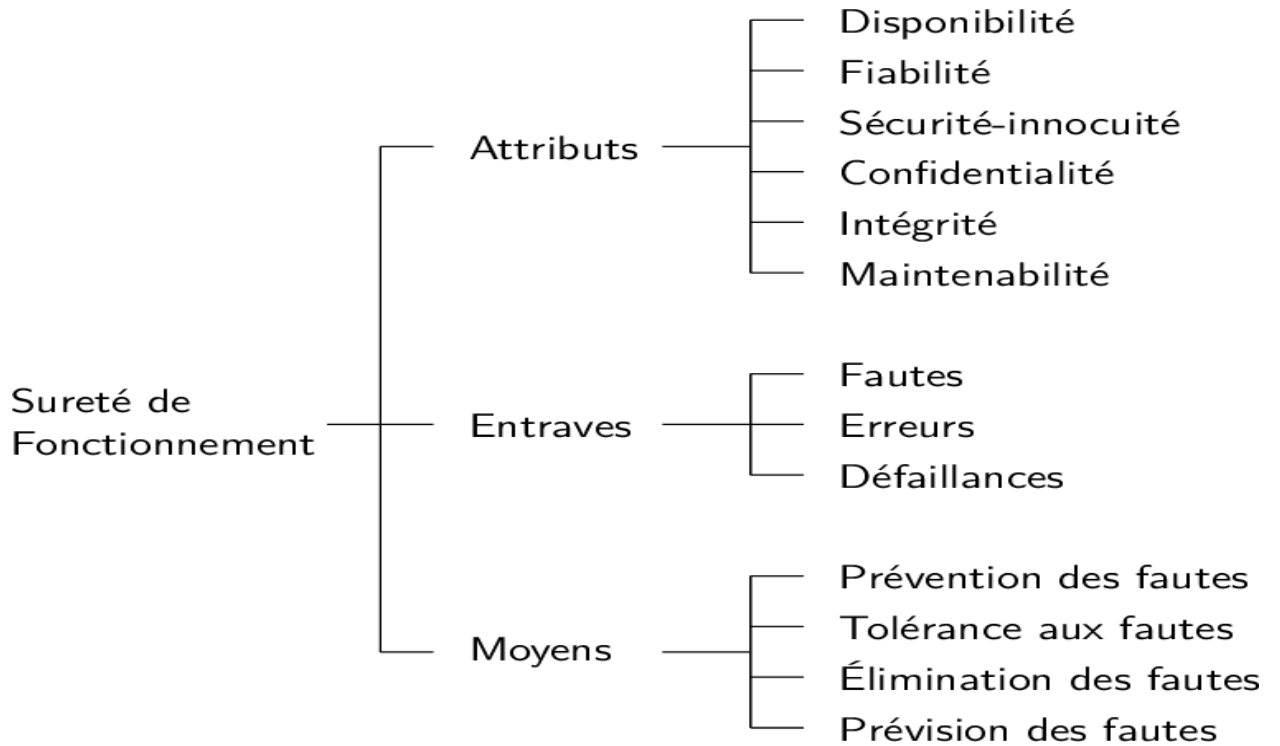 Disponibilité
Fiabilité
Sécurité-innocuité
Attributs
Confidentialité
Intégrité
Maintenabilité
Sureté de
Fonctionnement
Fautes
Entraves
Erreurs
Défaillances
Prévention des fautes
Tolérance aux fautes
Moyens
Élimination des fautes
Prévision des fautes